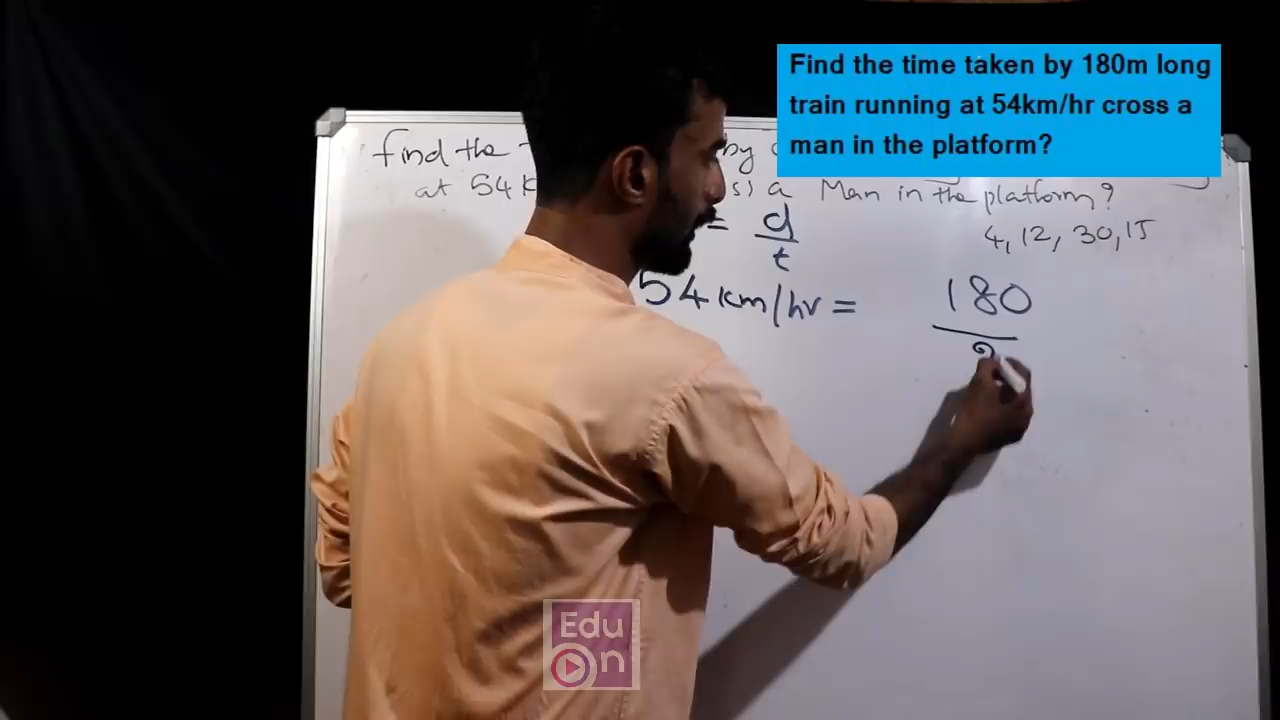 Find the time taken by 180m long
train running at 54km/hr cross a
man in the platform?
find the
by
at 54 K
s) a Man in the platform?
= d
t
4, 12, 30, 15
54 km/hr = 180
?
Edu
On